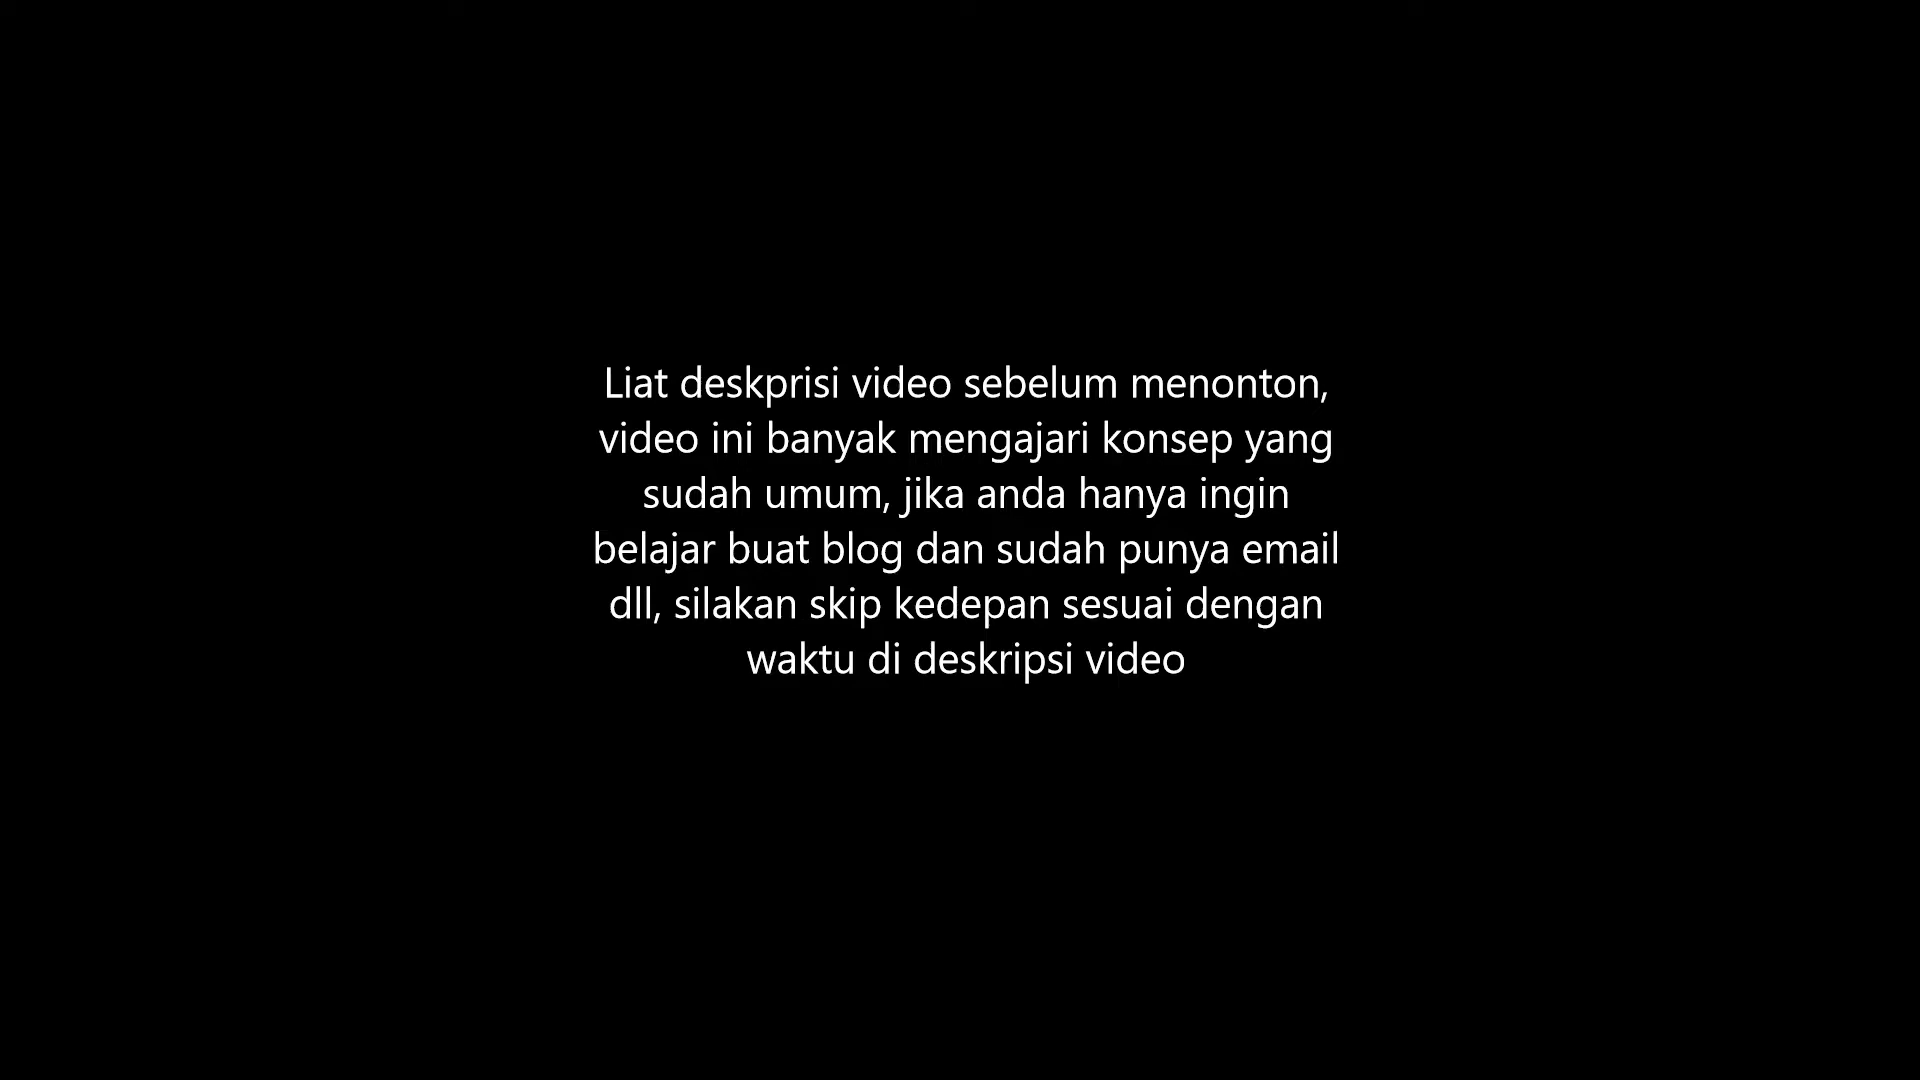 Liat deskprisi video sebelum menonton,
video ini banyak mengajari konsep yang
sudah umum, jika anda hanya ingin
belajar buat blog dan sudah punya email
dll, silakan skip kedepan sesuai dengan
waktu di deskripsi video